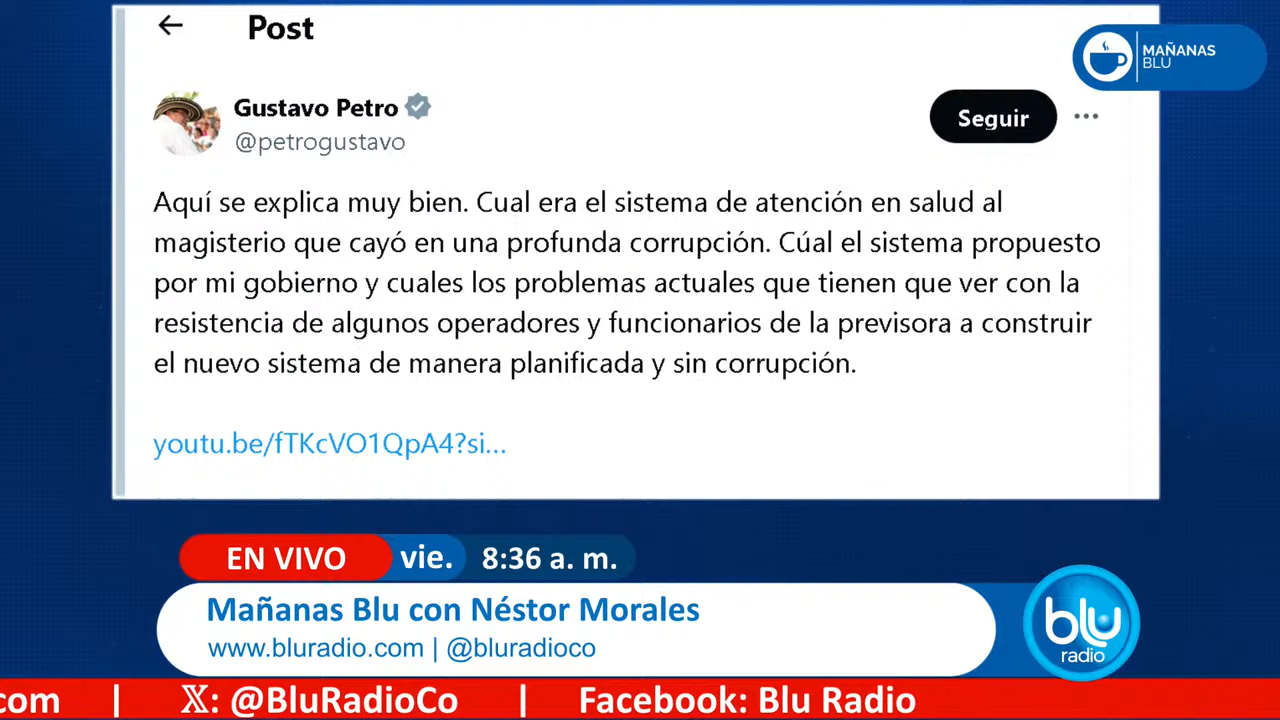 Post
MAÑANAS
BLU
Gustavo Petro
@petrogustavo
Seguir
Aquí se explica muy bien. Cual era el sistema de atención en salud al
magisterio que cayó en una profunda corrupción. Cúal el sistema propuesto
por mi gobierno y cuales los problemas actuales que tienen que ver con la
resistencia de algunos operadores y funcionarios de la previsora a construir
el nuevo sistema de manera planificada y sin corrupción.
youtu.be/fTKcVO1QpA4?si...
EN VIVO vie. 8:36 a. m.
Mañanas Blu con Néstor Morales
www.bluradio.com | @bluradioco
blu
radio
.com | X: @BluRadioCo | Facebook: Blu Radio